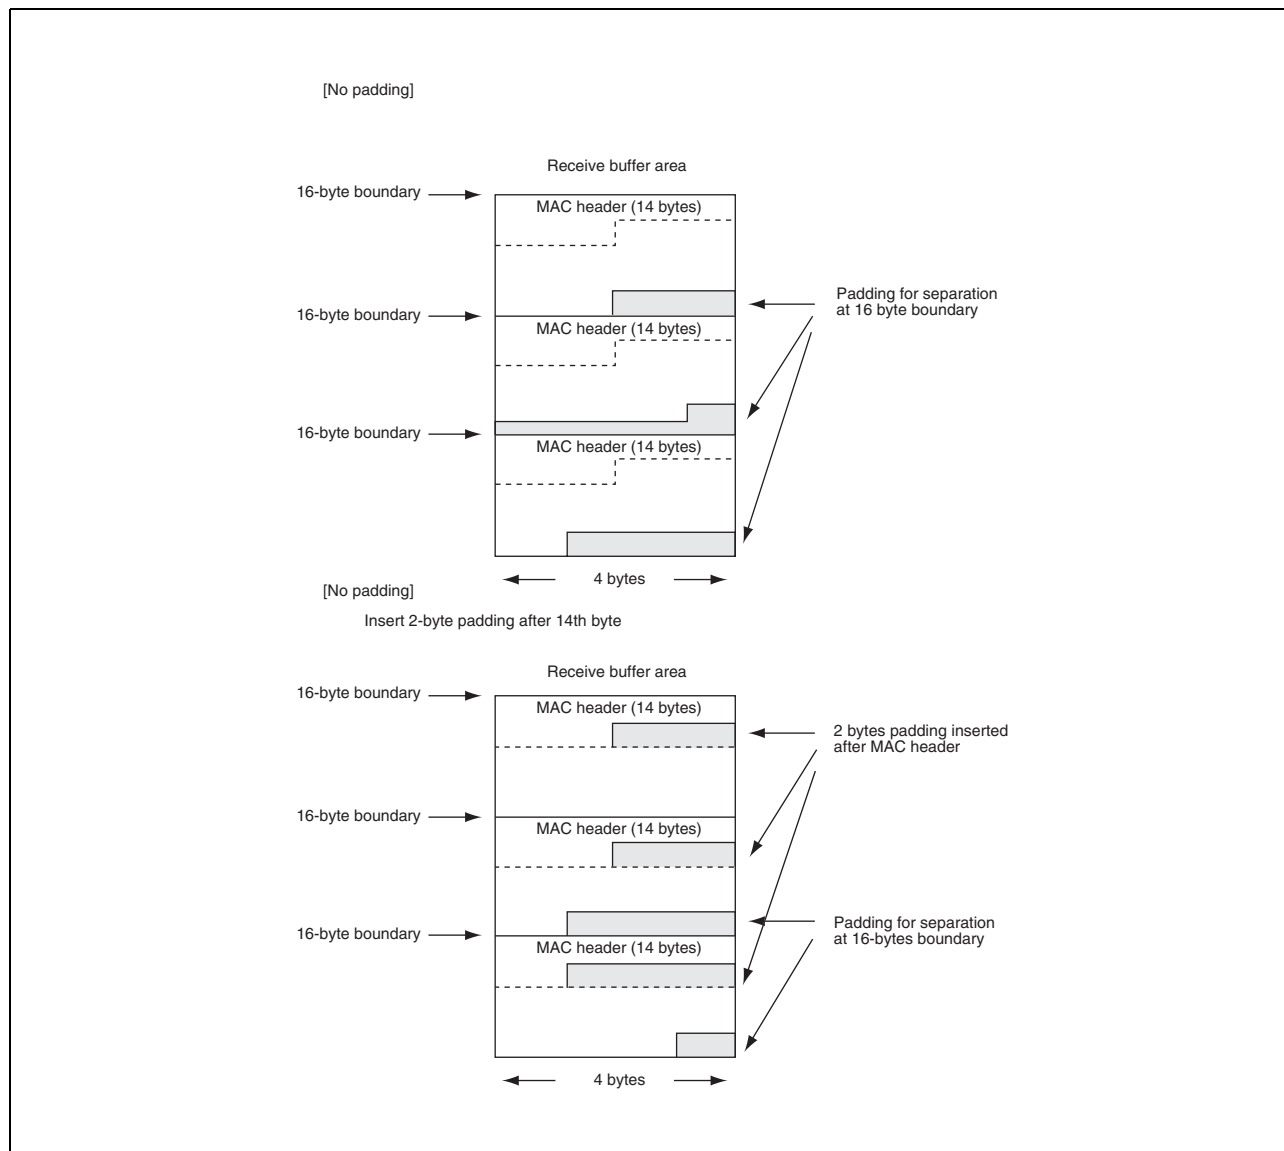 [No padding]
Receive buffer area
16-byte boundary
MAC header (14 bytes)
Padding for separation
at 16 byte boundary
16-byte boundary
MAC header (14 bytes)
16-byte boundary
MAC header (14 bytes)
4 bytes
[No padding]
Insert 2-byte padding after 14th byte
Receive buffer area
16-byte boundary
MAC header (14 bytes)
2 bytes padding inserted
after MAC header
16-byte boundary
MAC header (14 bytes)
Padding for separation
at 16-bytes boundary
16-byte boundary
MAC header (14 bytes)
4 bytes